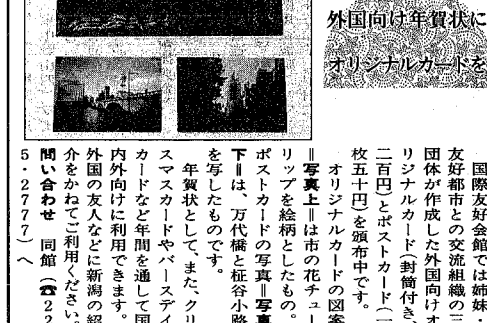 外国向け年賀状に
オリジナルカードを
国際友好会館では姉妹・
友好都市との交流組織の三
団体が作成した外国向けオ
リジナルカード(封筒付き、
二百円)とポストカード(一
枚五十円)を頒布中です。
オリジナルカードの図案
‖写真上‖は市の花チュー
リップを絵柄としたもの。
ポストカードの写真‖写真
下‖は、万代橋と柾谷小路
を写したものです。
年賀状として、また、クリ
スマスカードやバースデイ
カードなど年間を通して国
内外向けに利用できます。
外国の友人などに新潟の紹
介をかねてご利用ください。
問い合わせ 同館(☎22
5・2777)へ